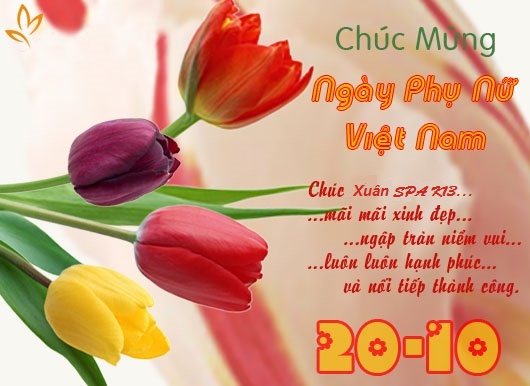 Chúc Mừng
Ngày Phụ Nữ
Việt Nam
Chúc Xuân SPA K13...
...mãi mãi xinh đẹp...
...ngập tràn niềm vui...
...luôn luôn hạnh phúc...
và nối tiếp thành công.
20-10